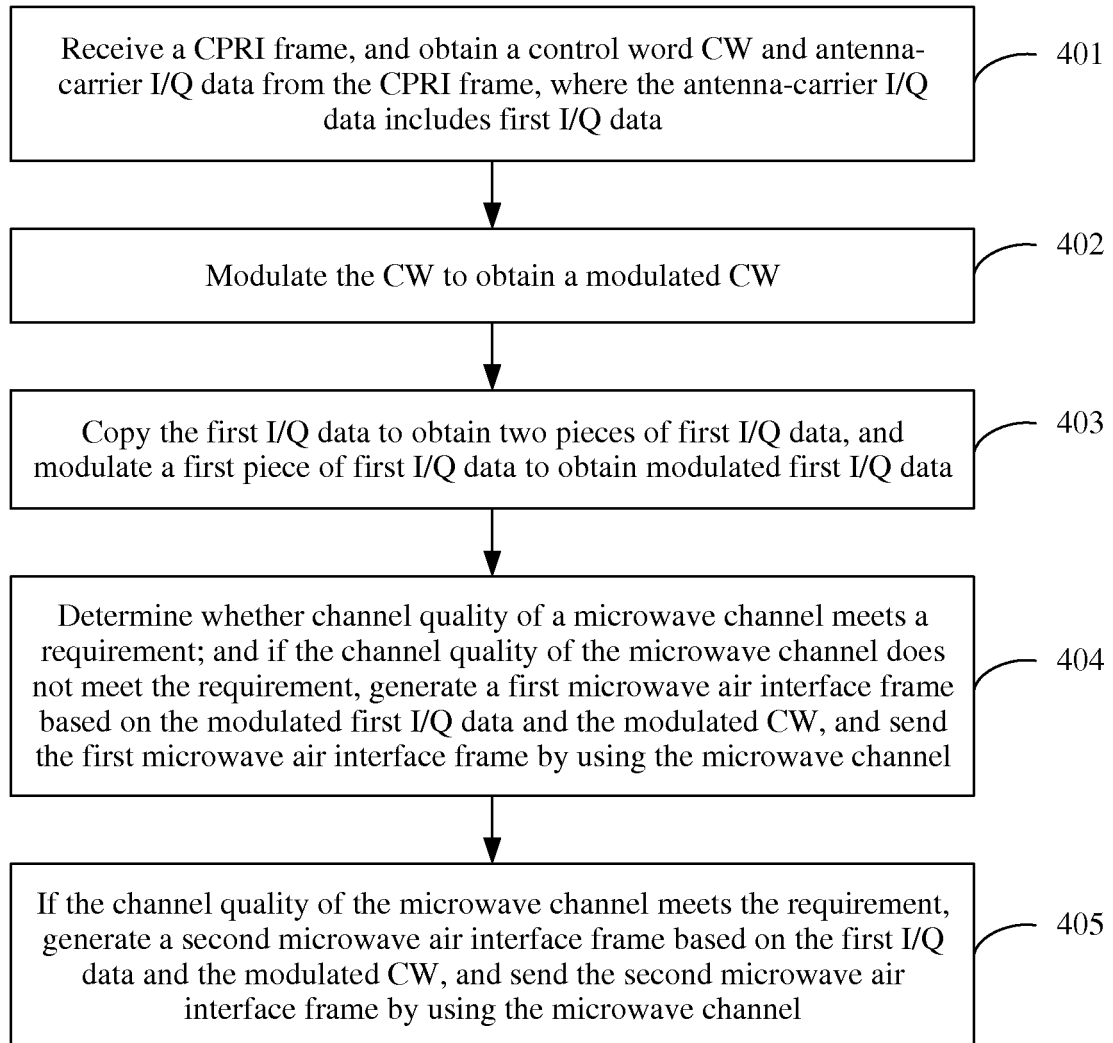 Receive a CPRI frame, and obtain a control word CW and antenna-
carrier I/Q data from the CPRI frame, where the antenna-carrier I/Q
data includes first I/Q data
401
Modulate the CW to obtain a modulated CW
402
Copy the first I/Q data to obtain two pieces of first I/Q data, and
modulate a first piece of first I/Q data to obtain modulated first I/Q data
403
Determine whether channel quality of a microwave channel meets a
requirement; and if the channel quality of the microwave channel does
not meet the requirement, generate a first microwave air interface frame
based on the modulated first I/Q data and the modulated CW, and send
the first microwave air interface frame by using the microwave channel
404
If the channel quality of the microwave channel meets the requirement,
generate a second microwave air interface frame based on the first I/Q
data and the modulated CW, and send the second microwave air
interface frame by using the microwave channel
405